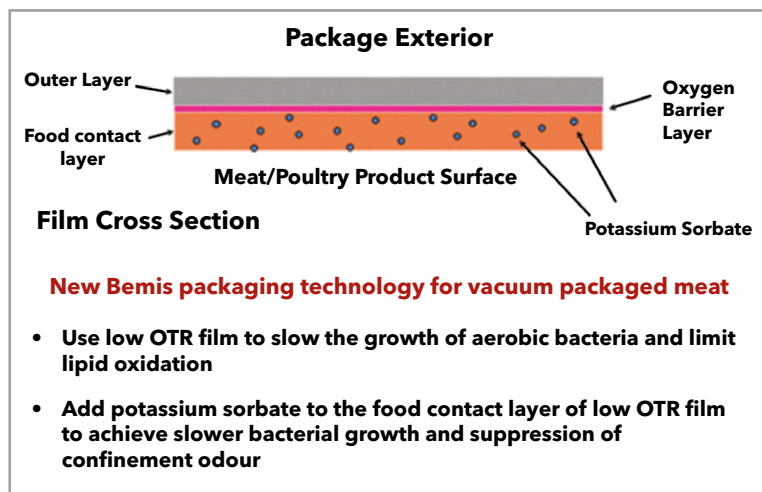 Package Exterior
Outer Layer
Oxygen
Barrier
Layer
Food contact
layer
Meat/Poultry Product Surface
Film Cross Section
Potassium Sorbate
New Bemis packaging technology for vacuum packaged meat
• Use low OTR film to slow the growth of aerobic bacteria and limit
lipid oxidation
• Add potassium sorbate to the food contact layer of low OTR film
to achieve slower bacterial growth and suppression of
confinement odour